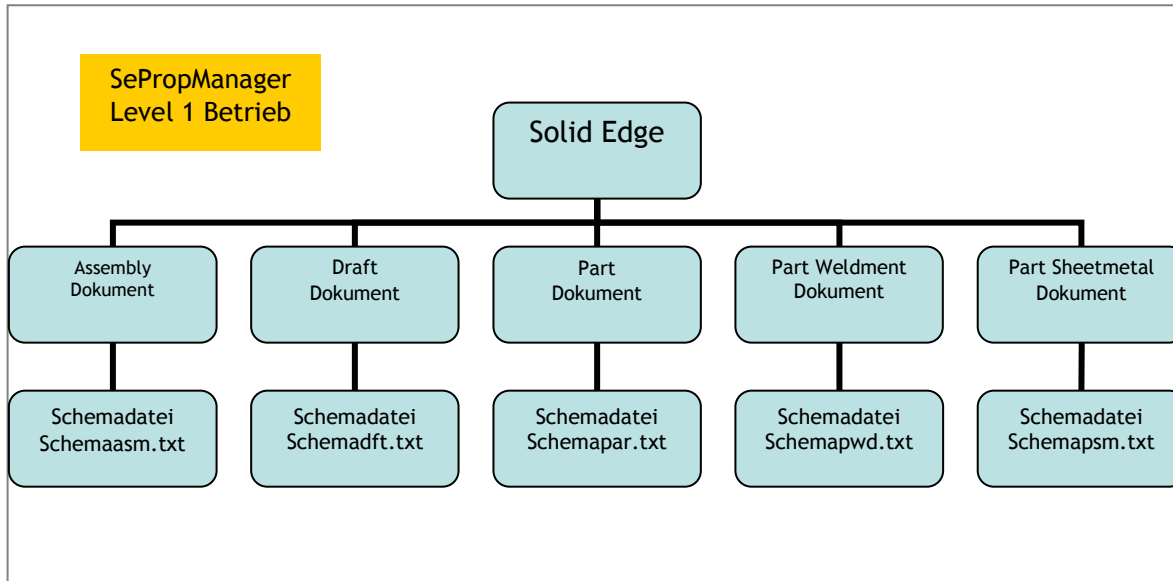 SePropManager
Level 1 Betrieb
Solid Edge
Assembly
Dokument
Draft
Dokument
Part
Dokument
Part Weldment
Dokument
Part Sheetmetal
Dokument
Schemadatei
Schemaasm.txt
Schemadatei
Schemadft.txt
Schemadatei
Schemapar.txt
Schemadatei
Schemapwd.txt
Schemadatei
Schemapsm.txt